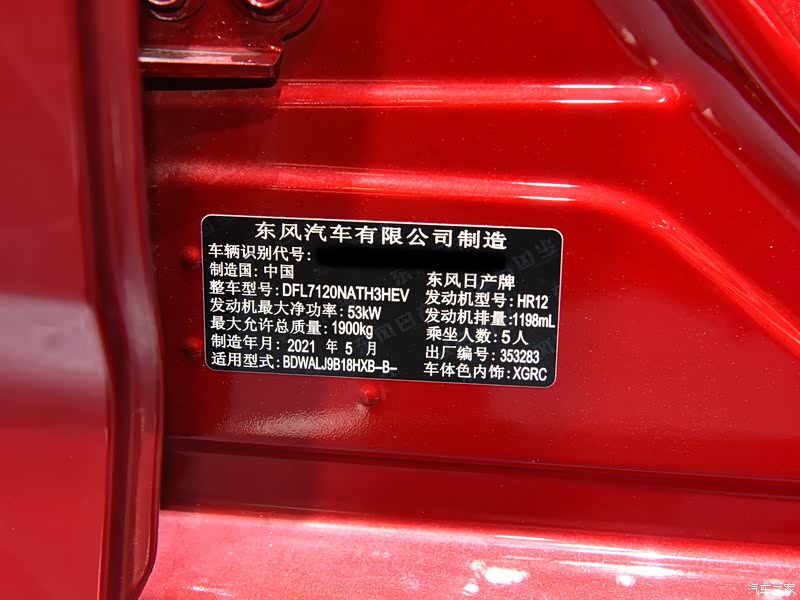 东风汽车有限公司制造
车辆识别代号:
制造国:中国 东风日产牌
整车型号:DFL7120NATH3HEV 发动机型号:HR12
发动机最大净功率:53kW 发动机排量:1198mL
最大允许总质量:1900kg 乘坐人数:5人
制造年月:2021 年 5 月 出厂编号:353283
适用型式:BDWALJ9B18HXB-B- 车体色内饰:XGRC
汽车之家